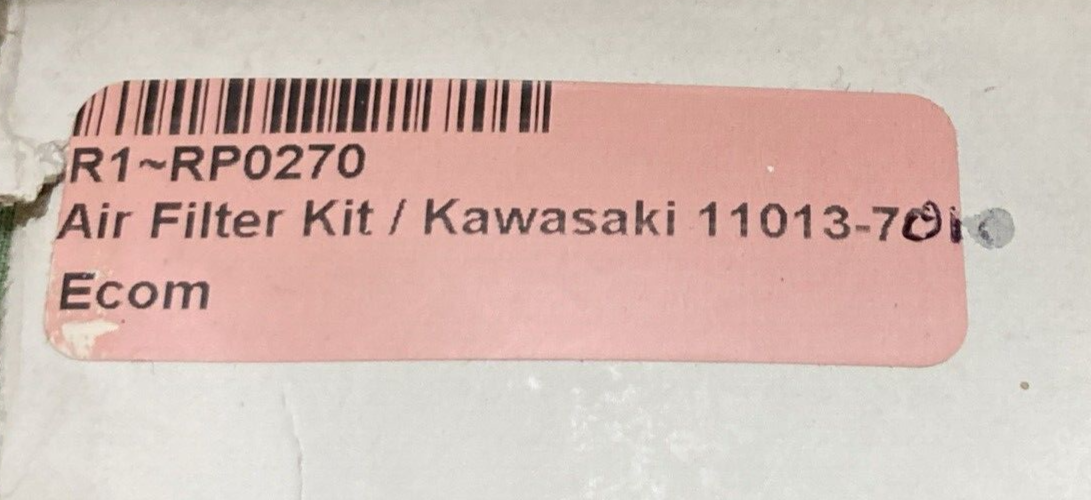 R1~RP0270
Air Filter Kit / Kawasaki
Ecom